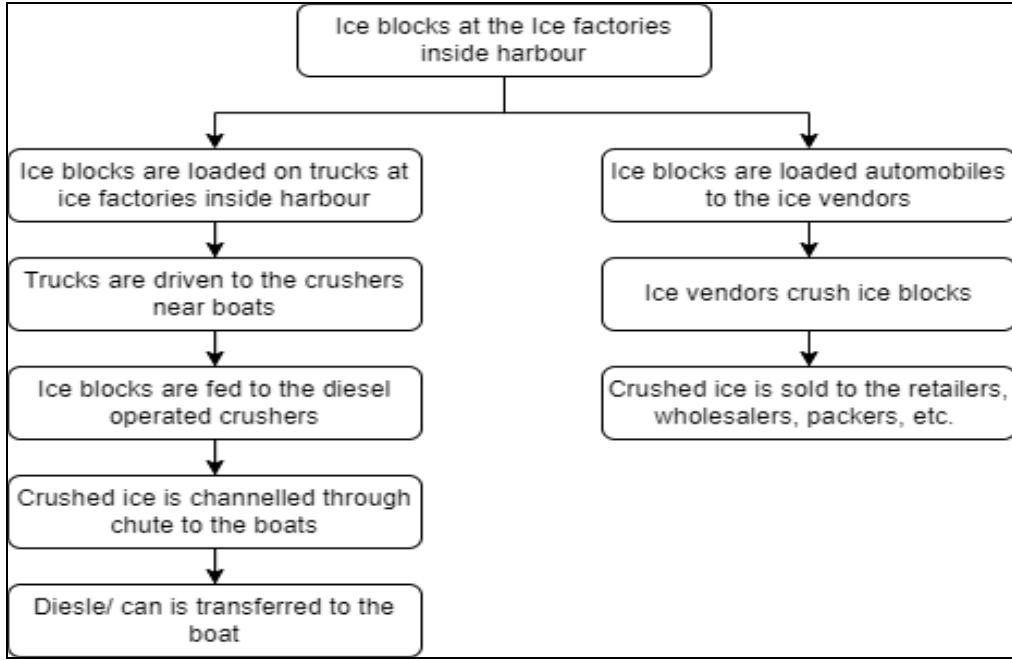 Ice blocks at the Ice factories
inside harbour
Ice blocks are loaded on trucks at
ice factories inside harbour
Trucks are driven to the crushers
near boats
Ice blocks are fed to the diesel
operated crushers
Crushed ice is channelled through
chute to the boats
Diesle/ can is transferred to the
boat
Ice blocks are loaded automobiles
to the ice vendors
Ice vendors crush ice blocks
Crushed ice is sold to the retailers,
wholesalers, packers, etc.